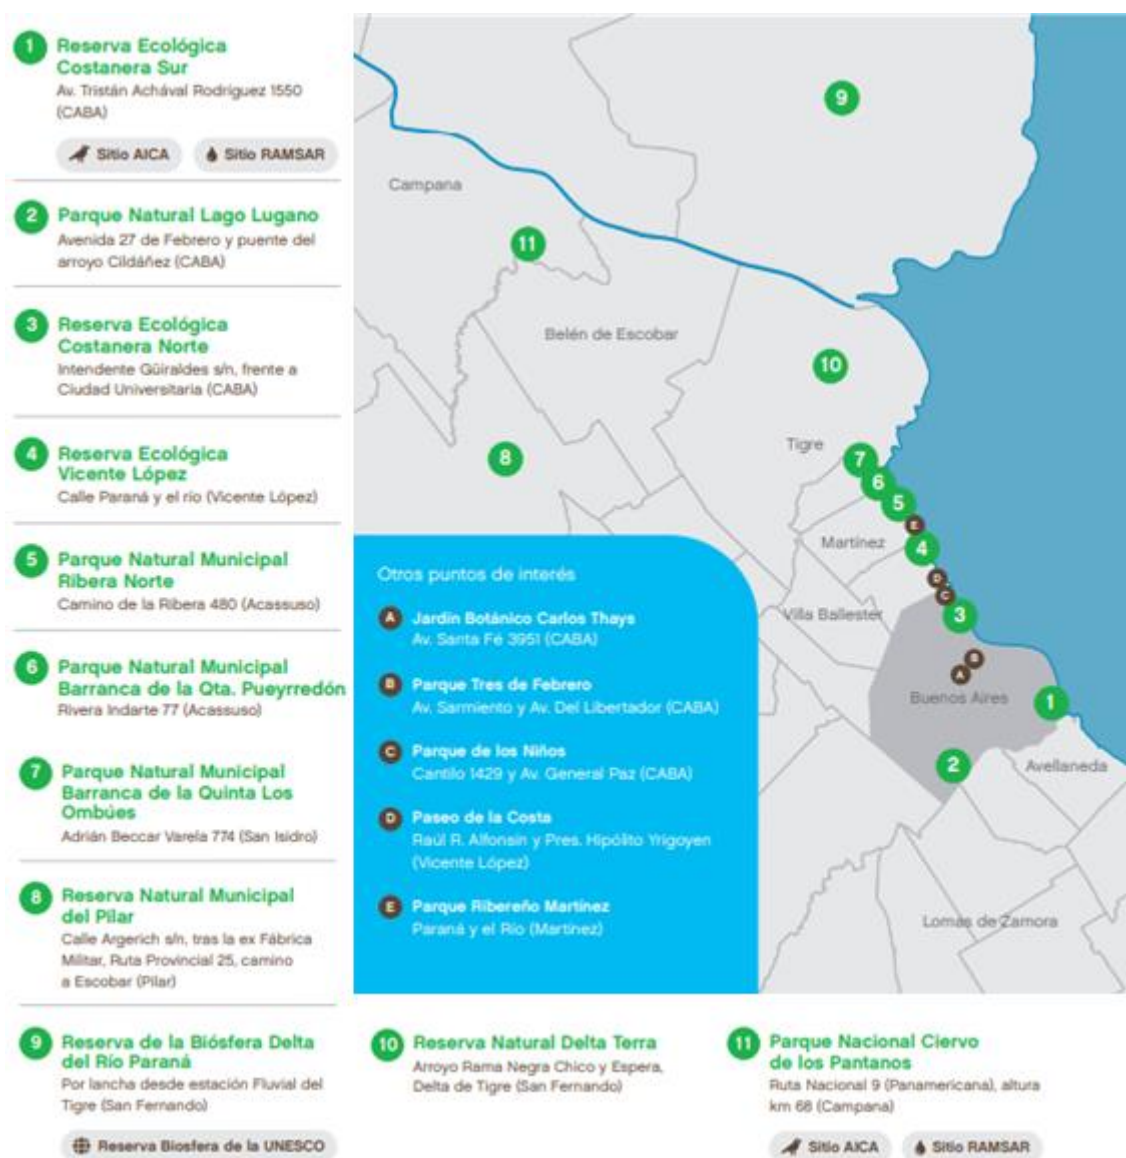 1
Reserva Ecológica
Costanera Sur
Av. Tristán Achával Rodríguez 1550
(CABA)
Sitio AICA
Sitio RAMSAR
2
Parque Natural Lago Lugano
Avenida 27 de Febrero y puente del
arroyo Cildáñez (CABA)
3
Reserva Ecológica
Costanera Norte
Intendente Güiraldes s/n, frente a
Ciudad Universitaria (CABA)
4
Reserva Ecológica
Vicente López
Calle Paraná y el río (Vicente López)
5
Parque Natural Municipal
Ribera Norte
Camino de la Ribera 480 (Acassuso)
6
Parque Natural Municipal
Barranca de la Qta. Pueyrredón
Rivera Indarte 77 (Acassuso)
7
Parque Natural Municipal
Barranca de la Quinta Los
Ombúes
Adrián Beccar Varela 774 (San Isidro)
8
Reserva Natural Municipal
del Pilar
Calle Argerich s/n, tras la ex Fábrica
Militar, Ruta Provincial 25, camino
a Escobar (Pilar)
9
Reserva de la Biósfera Delta
del Río Paraná
Por lancha desde estación Fluvial del
Tigre (San Fernando)
Reserva Biosfera de la UNESCO
10
Reserva Natural Delta Terra
Arroyo Rama Negra Chico y Espera,
Delta de Tigre (San Fernando)
11
Parque Nacional Ciervo
de los Pantanos
Ruta Nacional 9 (Panamericana), altura
km 68 (Campana)
Sitio AICA
Sitio RAMSAR
9
Campana
11
Belén de Escobar
10
8
Tigre
7
6
5
E
Martínez
4
D
C
Villa Ballester
3
B
A
Buenos Aires
1
2
Avellaneda
Lomas de Zamora
Otros puntos de interés
A
Jardín Botánico Carlos Thays
Av. Santa Fé 3951 (CABA)
B
Parque Tres de Febrero
Av. Sarmiento y Av. Del Libertador (CABA)
C
Parque de los Niños
Cantilo 1429 y Av. General Paz (CABA)
D
Paseo de la Costa
Raúl R. Alfonsin y Pres. Hipólito Yrigoyen
(Vicente López)
E
Parque Ribereño Martínez
Paraná y el Río (Martínez)